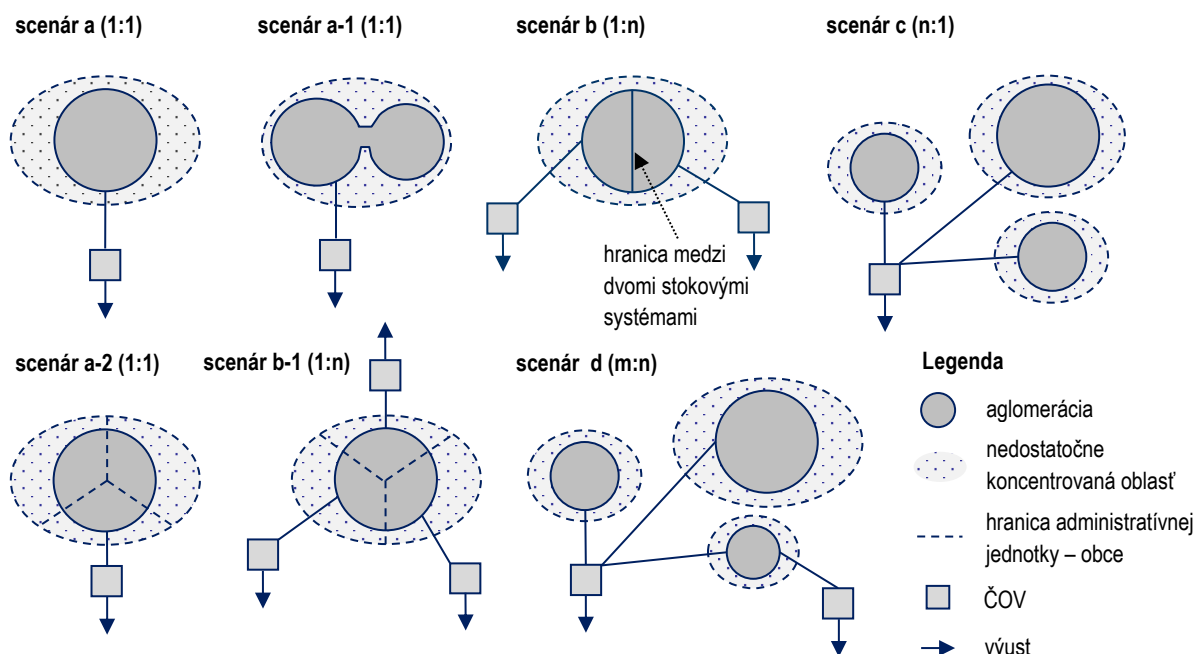 scenár a (1:1)
scenár a-1 (1:1)
scenár b (1:n)
scenár c (n:1)
hranica medzi
dvomi stokovými
systémami
scenár a-2 (1:1)
scenár b-1 (1:n)
scenár d (m:n)
Legenda
aglomerácia
nedostatočne
koncentrovaná oblasť
hranica administratívnej
jednotky – obce
ČOV
výust